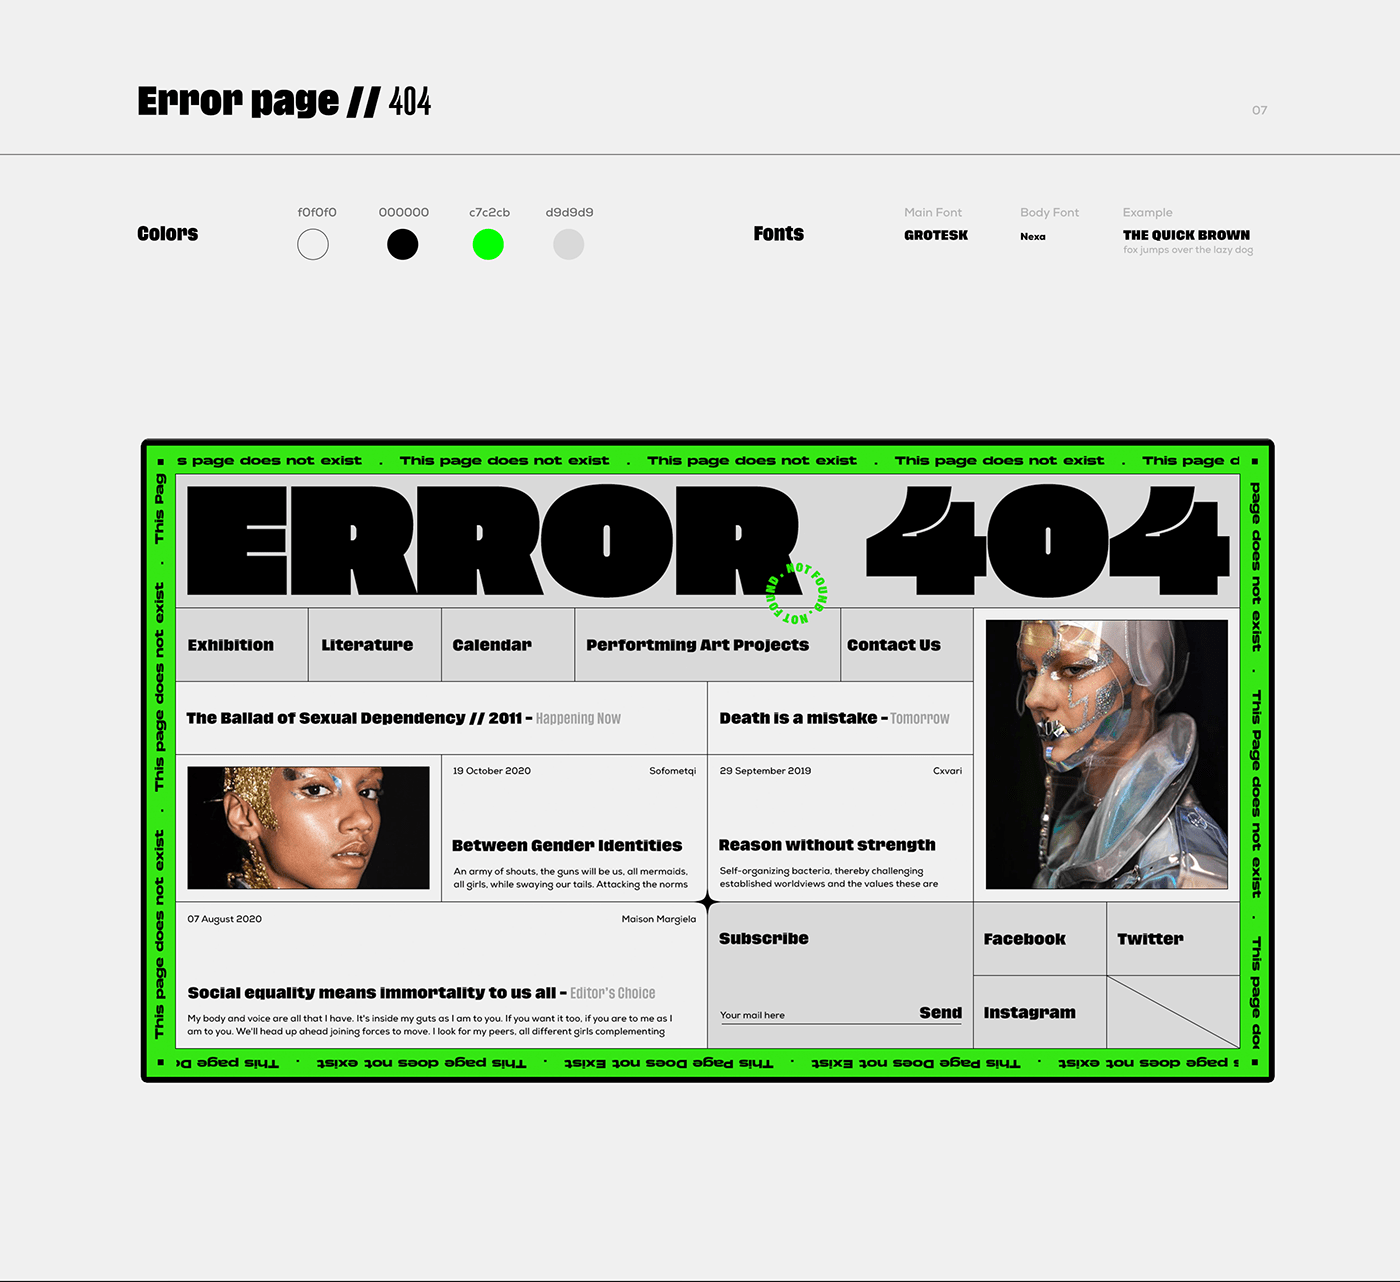 Error page // 404
07
Colors
f0f0f0
000000
c7c2cb
d9d9d9
Fonts
Main Font
GROTESK
Body Font
Nexa
Example
THE QUICK BROWN
fox jumps over the lazy dog
s page does not exist . This page does not exist . This page does not exist . This page does not exist . This page d
page does not exist . This Page does not exist . This page do
s page does not exist . This Page Does not Exist . This Page Does Not Exist . This page does not exist . This page Do
This page does not exist . This page does not exist . This Pag
ERROR 404
NOT FOUND . NOT FOUND .
Exhibition
Literature
Calendar
Perfortming Art Projects
Contact Us
The Ballad of Sexual Dependency // 2011 - Happening Now
Death is a mistake - Tomorrow
19 October 2020
Sofometqi
Between Gender Identities
An army of shouts, the guns will be us, all mermaids,
all girls, while swaying our tails. Attacking the norms
29 September 2019
Cxvari
Reason without strength
Self-organizing bacteria, thereby challenging
established worldviews and the values these are
07 August 2020
Maison Margiela
Social equality means immortality to us all - Editor's Choice
My body and voice are all that I have. It's inside my guts as I am to you. If you want it too, if you are to me as I
am to you. We'll head up ahead joining forces to move. I look for my peers, all different girls complementing
Subscribe
Your mail here
Send
Facebook
Twitter
Instagram